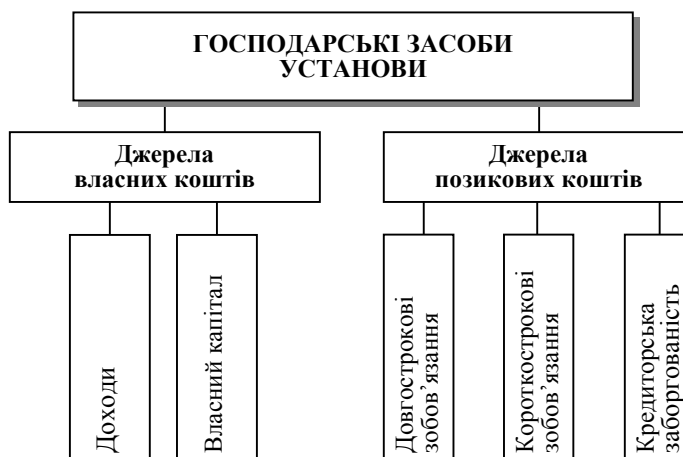 ГОСПОДАРСЬКІ ЗАСОБИ
УСТАНОВИ
Джерела
власних коштів
Джерела
позикових коштів
Доходи
Власний капітал
Довгострокові
зобов’язання
Короткострокові
зобов’язання
Кредиторська
заборгованість